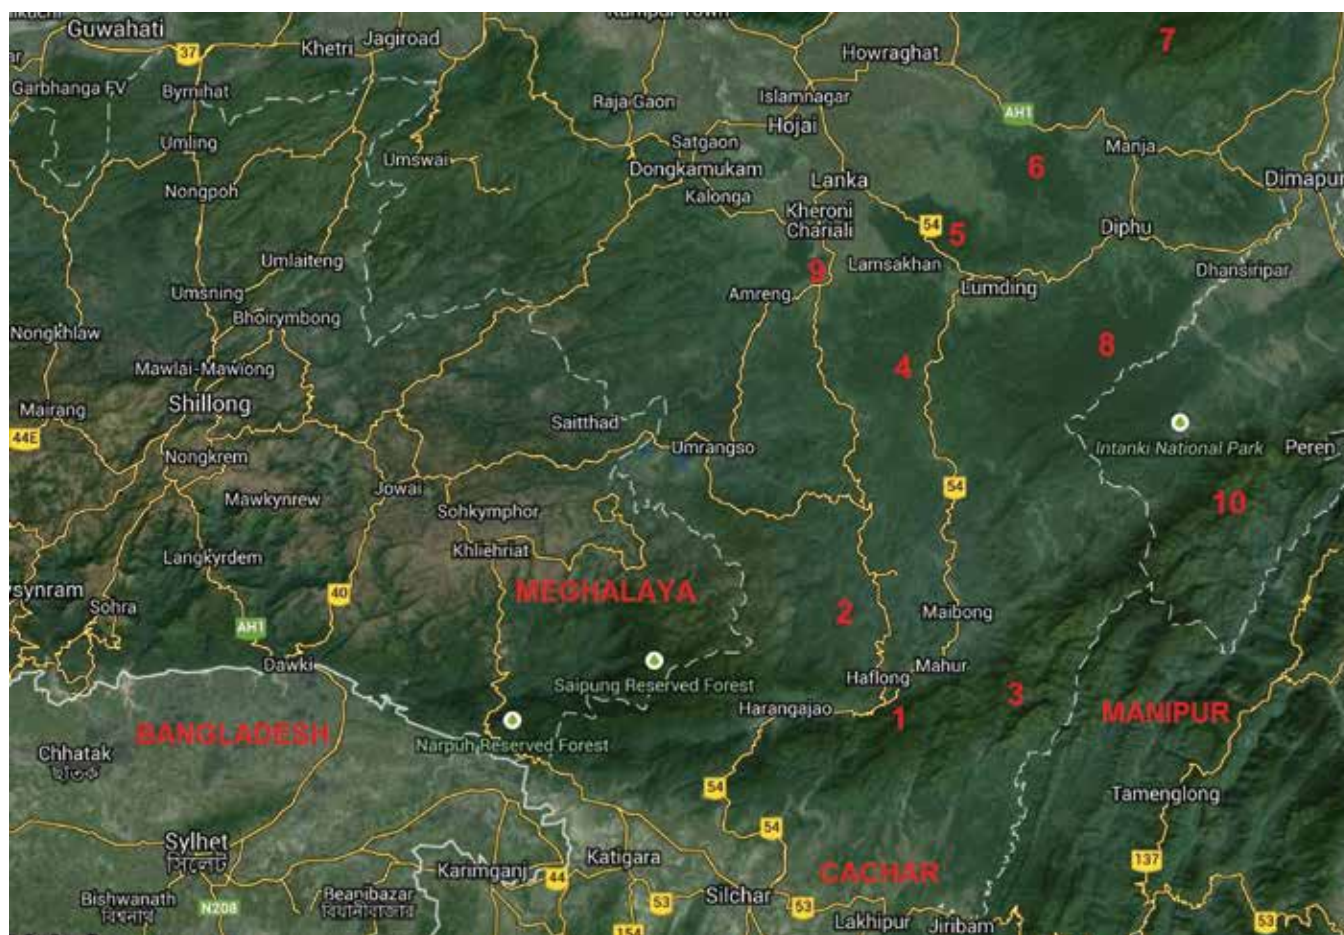 Guwahati
37
Khetri
Jagiroad
Howraghat
7
Garbhanga FV
Byrnihat
Raja Gaon
Islamnagar
AH1
Hojai
Umling
Umswai
Satgaon
Manja
Dongkamukam
6
Nongpoh
Kalonga
Lanka
Dimapur
Kheroni
Chariali
54
5
Diphu
Umlaiteng
9
Lamsakhan
Dhansiripar
Umsning
Amreng
Lumding
Bhoirymbong
Nongkhlaw
8
Mawlai-Mawiong
4
Shillong
Mairang
Saitthad
44E
Umrangso
Intanki National Park
Peren
Nongkrem
Jowai
54
Mawkynrew
Sohkymphor
10
Khliehriat
Langkyrdem
MEGHALAYA
40
Sohra
2
Maibong
AH1
Dawki
Mahur
Haflong
Saipung Reserved Forest
3
Harangajao
1
MANIPUR
BANGLADESH
Narpuh Reserved Forest
Chhatak
ছাতক
54
Tamenglong
54
Sylhet
সিলেট
Katigara
137
Karimganj
CACHAR
44
Beanibazar
বিয়ানীবাজার
Silchar
Bishwanath
বিশ্বনাথ
N208
53
53
Lakhipur
Jiribam
53
154